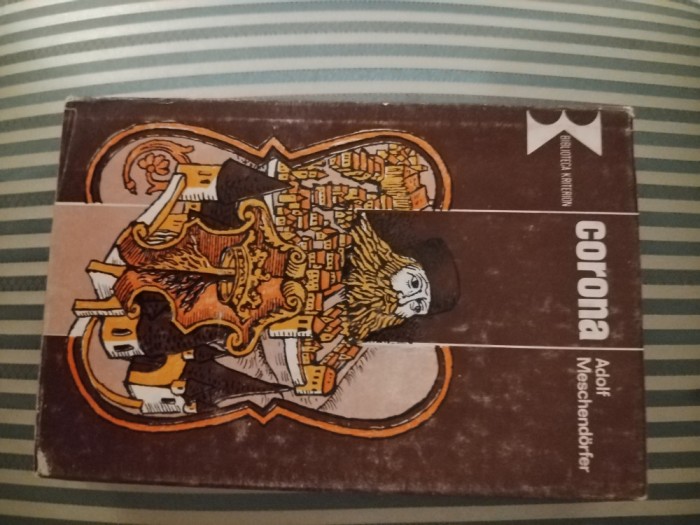 BIBLIOTECA KRITERION
corona
Adolf
Meschendörfer